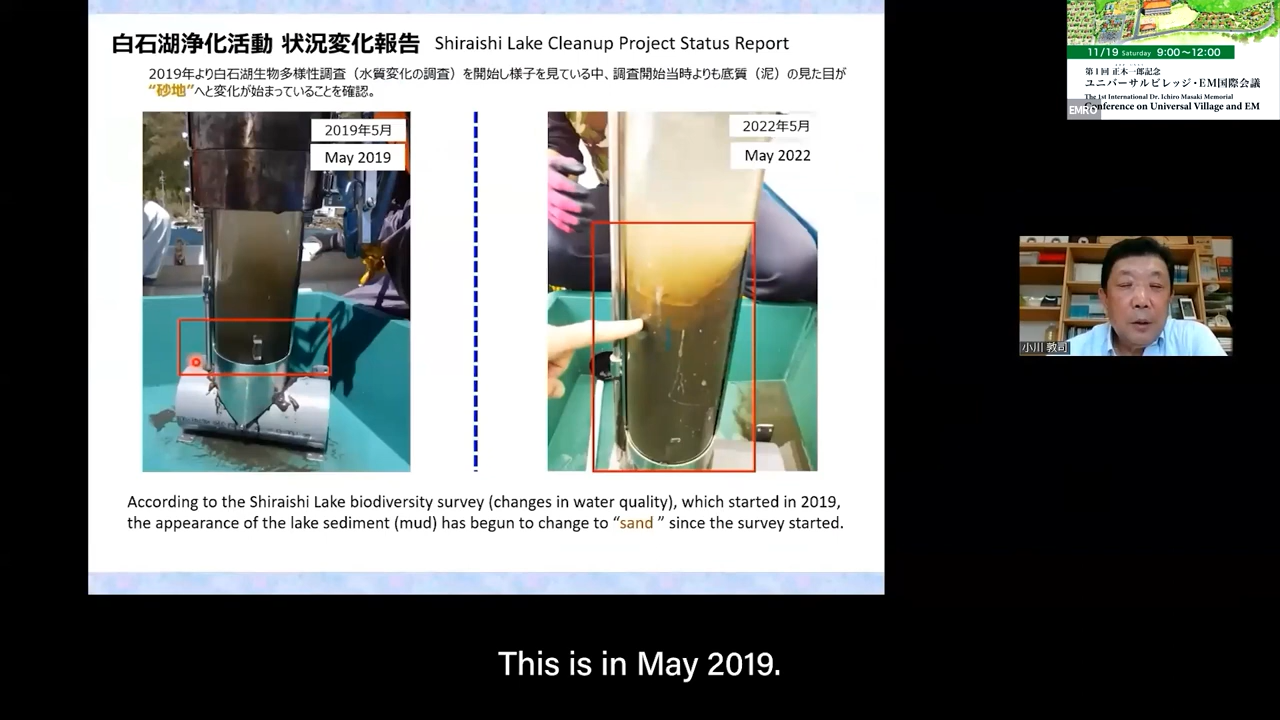 白石湖浄化活動 状況変化報告 Shiraishi Lake Cleanup Project Status Report
2019年より白石湖生物多様性調査（水質変化の調査）を開始し様子を見ている中、調査開始当時よりも底質（泥）の見た目が
“砂地”へと変化が始まっていることを確認。
2019年5月
May 2019
2022年5月
May 2022
According to the Shiraishi Lake biodiversity survey (changes in water quality), which started in 2019,
the appearance of the lake sediment (mud) has begun to change to “sand ” since the survey started.
11/19 Saturday 9:00～12:00
第1回 正木一郎記念
ユニバーサルビレッジ・EM国際会議
The 1st International Dr. Ichiro Masaki Memorial
Conference on Universal Village and EM
EMRO
小川 敦司
This is in May 2019.